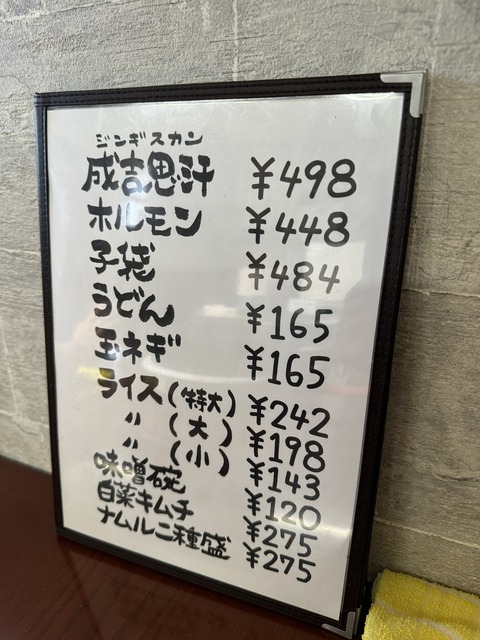 ジンギスカン
成吉思汗 ¥498
ホルモン ¥448
子袋 ¥484
うどん ¥165
玉ネギ ¥165
ライス(特大) ¥242
〃 (大) ¥198
〃 (小) ¥143
味噌碗 ¥120
白菜キムチ ¥275
ナムル二種盛 ¥275